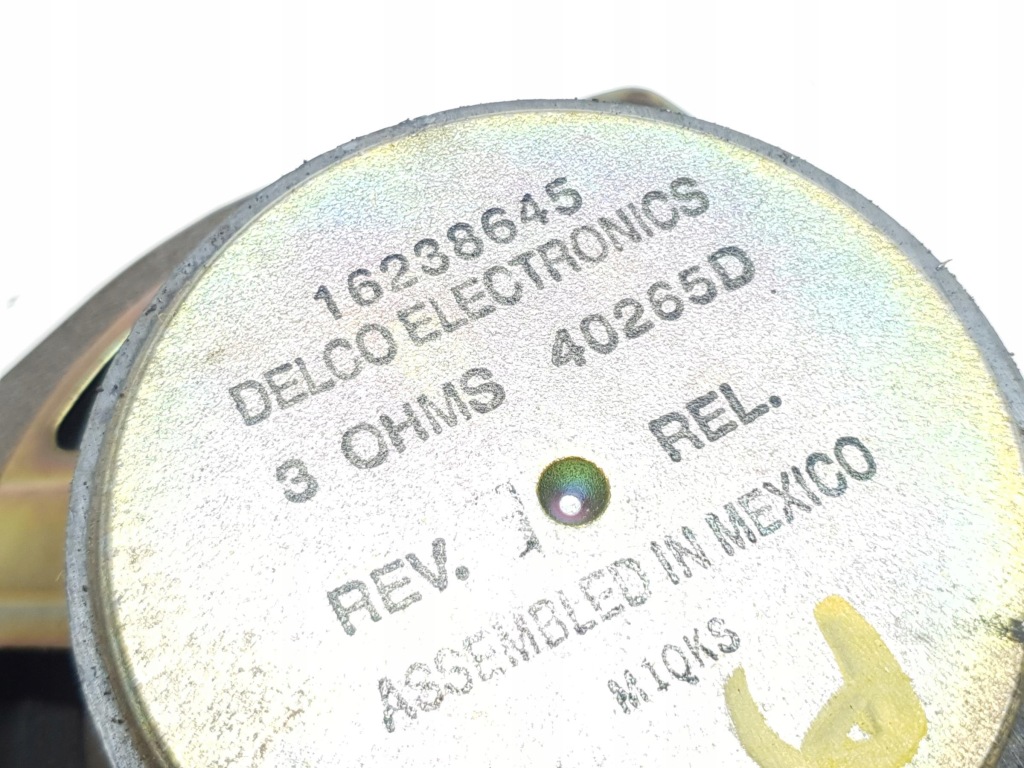 16238645
DELCO ELECTRONICS
3 OHMS 40265D
REV. REL.
ASSEMBLED IN MEXICO
M1QKS